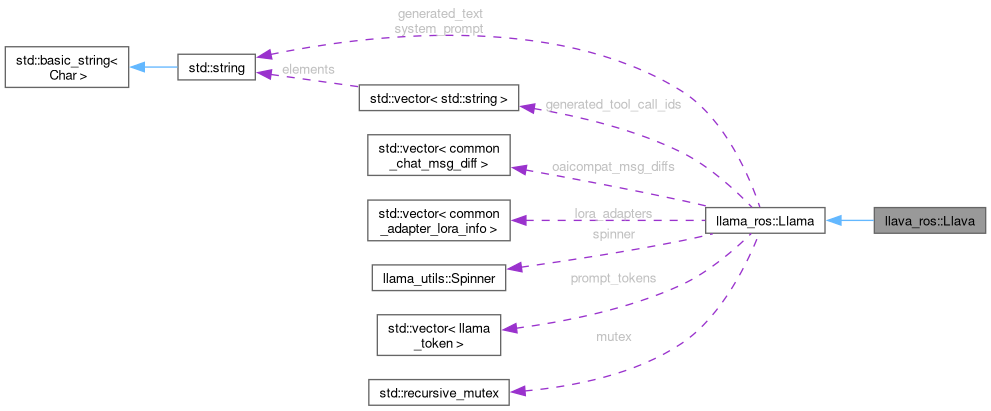 generated_text
system_prompt
std::basic_string<
Char >
std::string
elements
std::vector< std::string >
generated_tool_call_ids
std::vector< common
_chat_msg_diff >
oaicompat_msg_diffs
std::vector< common
_adapter_lora_info >
lora_adapters
llama_ros::Llama
llava_ros::Llava
spinner
llama_utils::Spinner
prompt_tokens
std::vector< llama
_token >
mutex
std::recursive_mutex